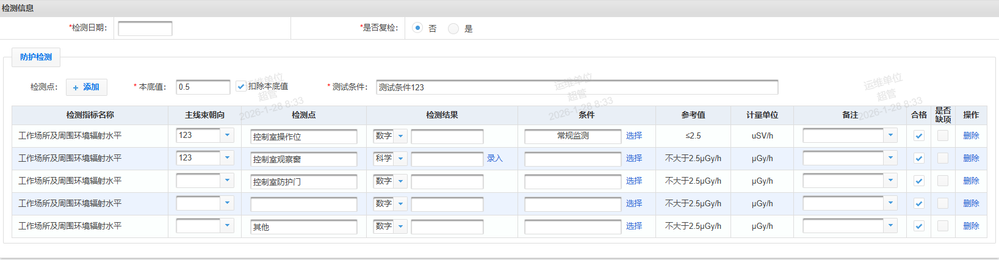 检测信息
*检测日期：
*是否复检： 否 是
防护检测
检测点： + 添加 * 本底值： 0.5 扣除本底值 * 测试条件： 测试条件123
运维单位 运维单位 运维单位
超管 超管 超管
2026-1-28 8:33 2026-1-28 8:33 2026-1-28 8:33
检测指标名称 主线束朝向 检测点 检测结果 条件 参考值 计量单位 备注 合格 是否缺项 操作
工作场所及周围环境辐射水平 123 控制室操作位 数字 常规监测 选择 ≤2.5 uSV/h 删除
工作场所及周围环境辐射水平 123 控制室观察窗 科学 录入 选择 不大于2.5μGy/h μGy/h 删除
工作场所及周围环境辐射水平 控制室防护门 数字 选择 不大于2.5μGy/h μGy/h 删除
工作场所及周围环境辐射水平 数字 选择 不大于2.5μGy/h μGy/h 删除
工作场所及周围环境辐射水平 其他 数字 选择 不大于2.5μGy/h μGy/h 删除